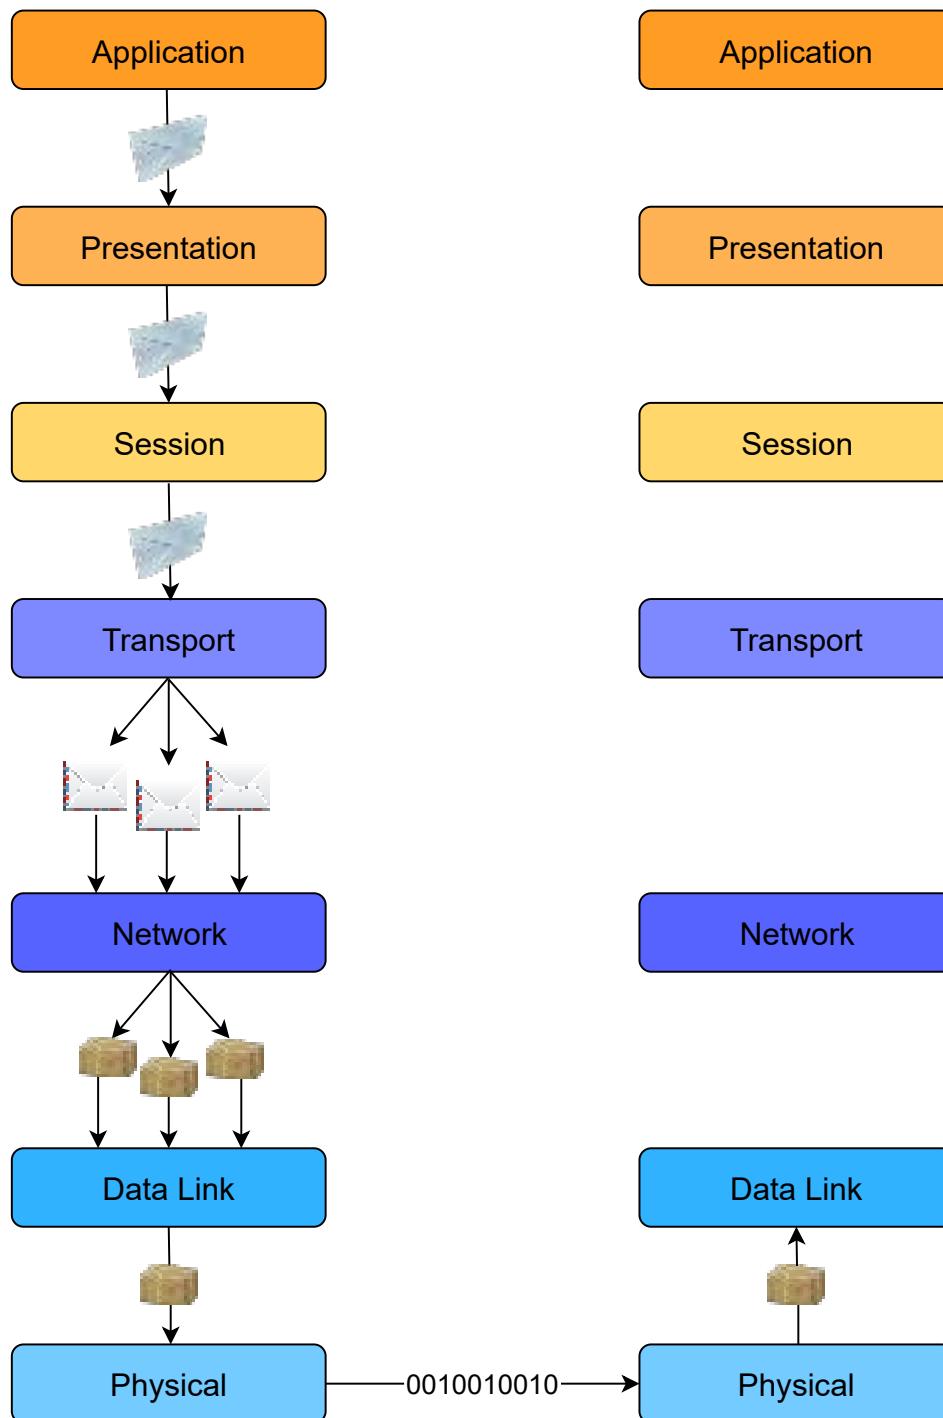 Application
Application
Presentation
Presentation
Session
Session
Transport
Transport
Network
Network
Data Link
Data Link
Physical
0010010010
Physical